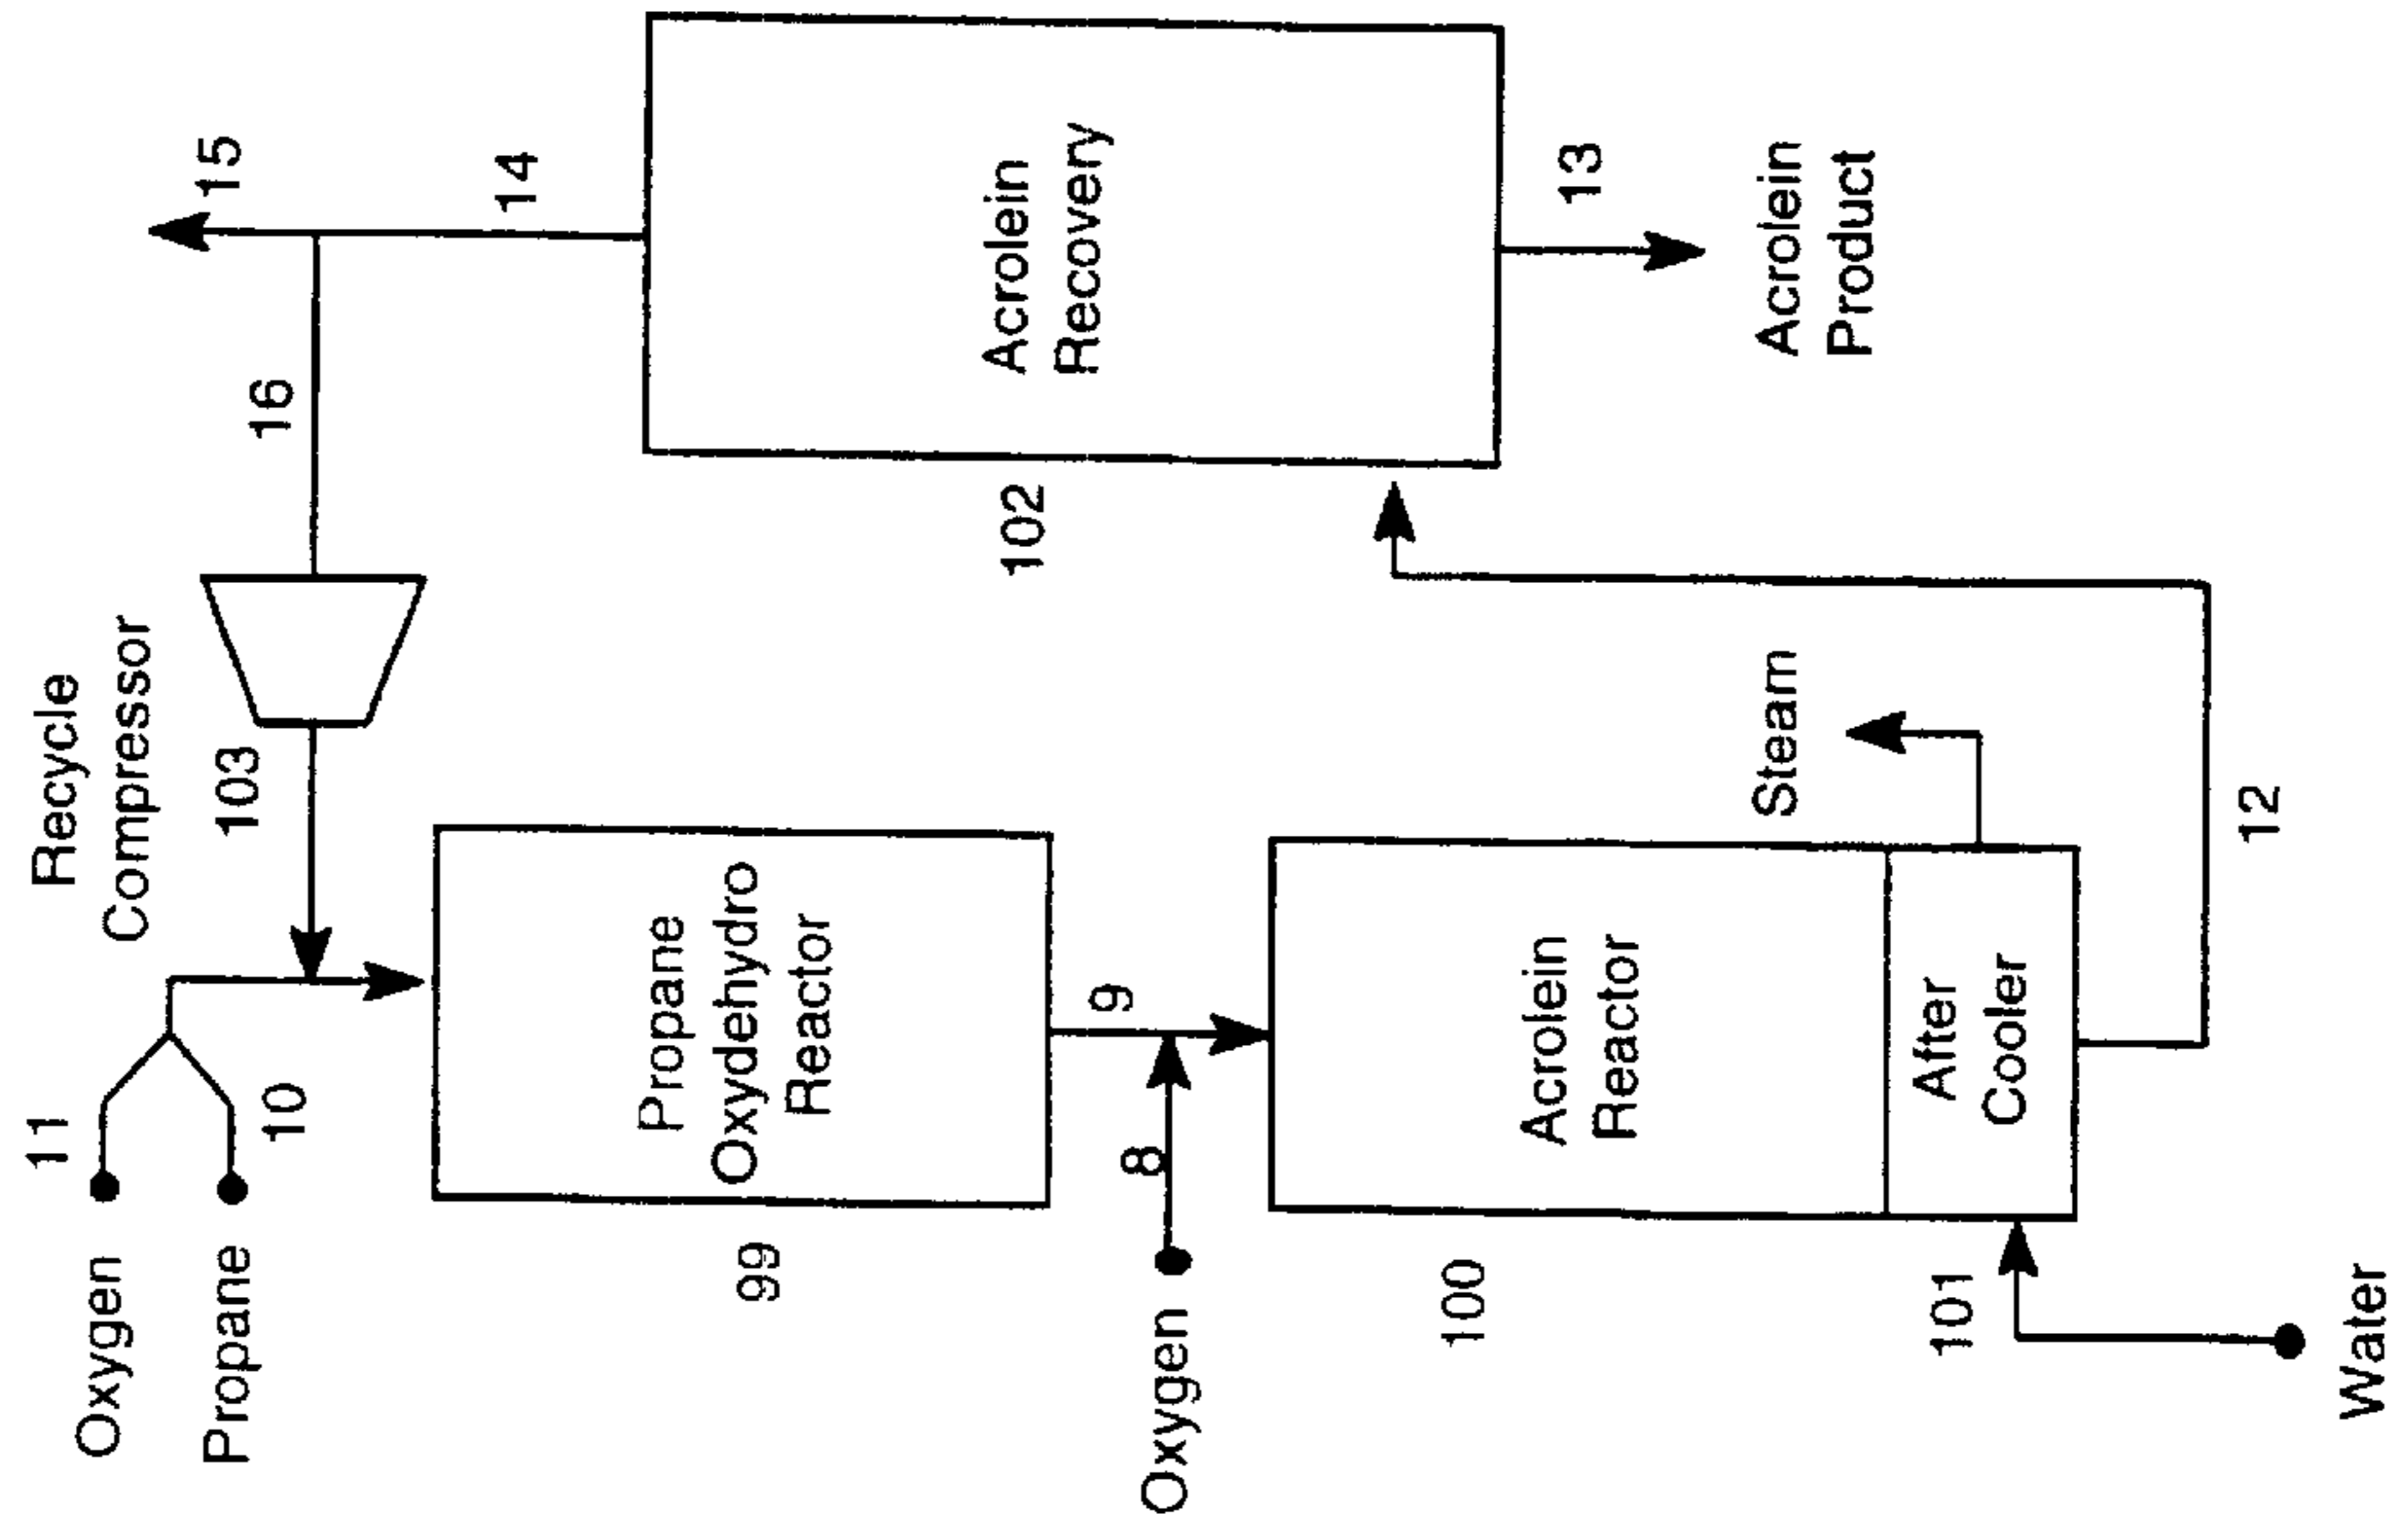 Oxygen
11
Propane
10
Recycle
Compressor
103
16
15
14
99
Propane
Oxydehydro
Reactor
9
Oxygen
8
102
Acrolein
Recovery
100
Acrolein
Reactor
13
Acrolein
Product
101
After
Cooler
Steam
12
Water